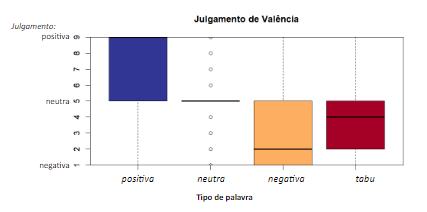 Julgamento de Valência
Julgamento:
positiva 9
8
7
6
neutra 5
4
3
2
negativa 1
positiva neutra negativa tabu
Tipo de palavra